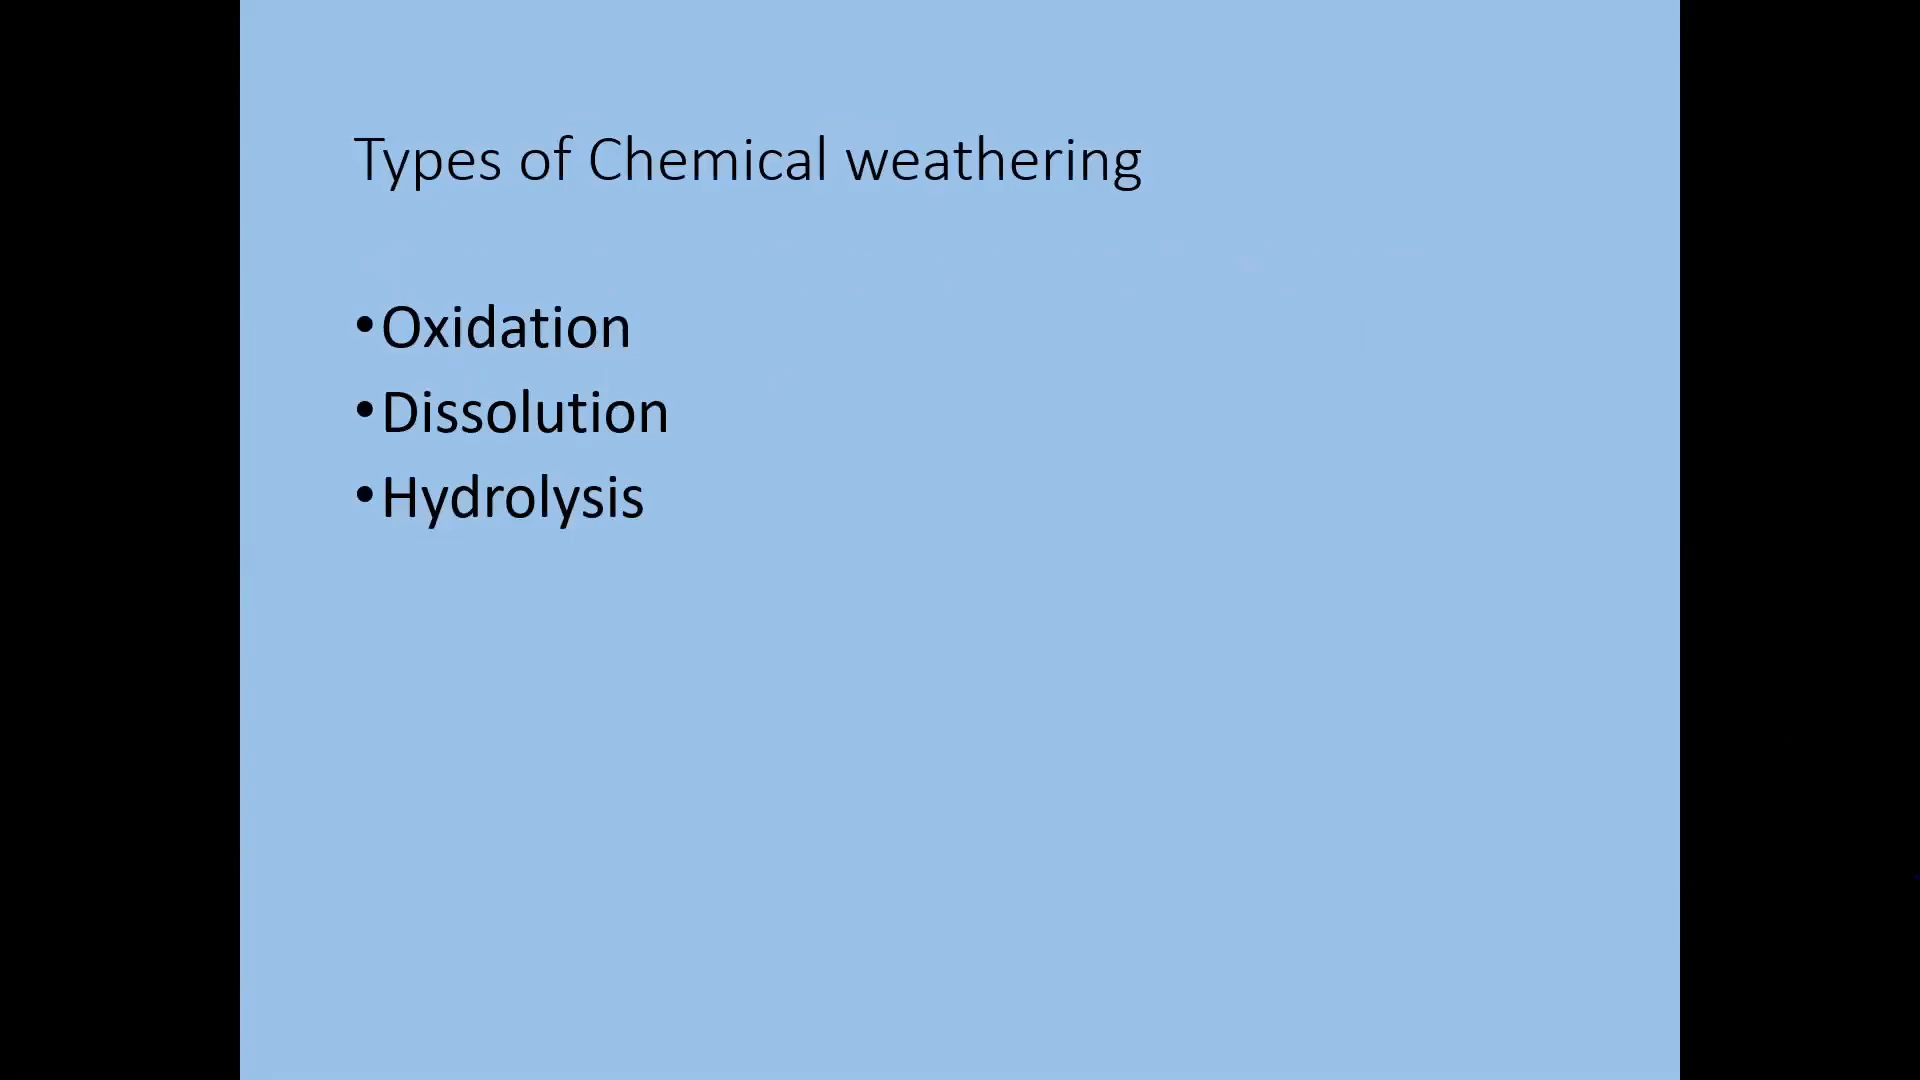 Types of Chemical weathering
•Oxidation
•Dissolution
•Hydrolysis